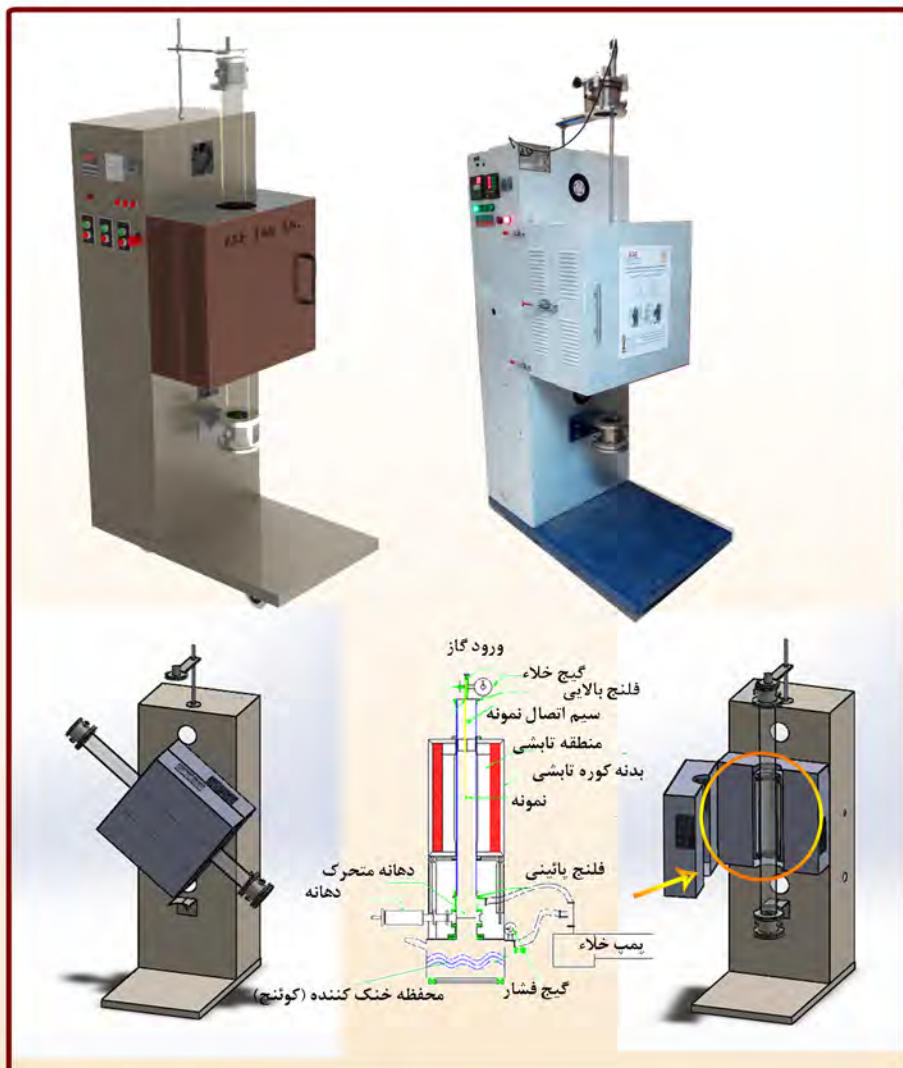 ورود گاز
گیج خلاء
فلنج بالایی
سیم اتصال نمونه
منطقه تابشی
بدنه کوره تابشی
نمونه
فلنج پائینی
دهانه متحرک
دهانه
پمپ خلاء
گیج فشار
محفظه خنک کننده (کوئنچ)